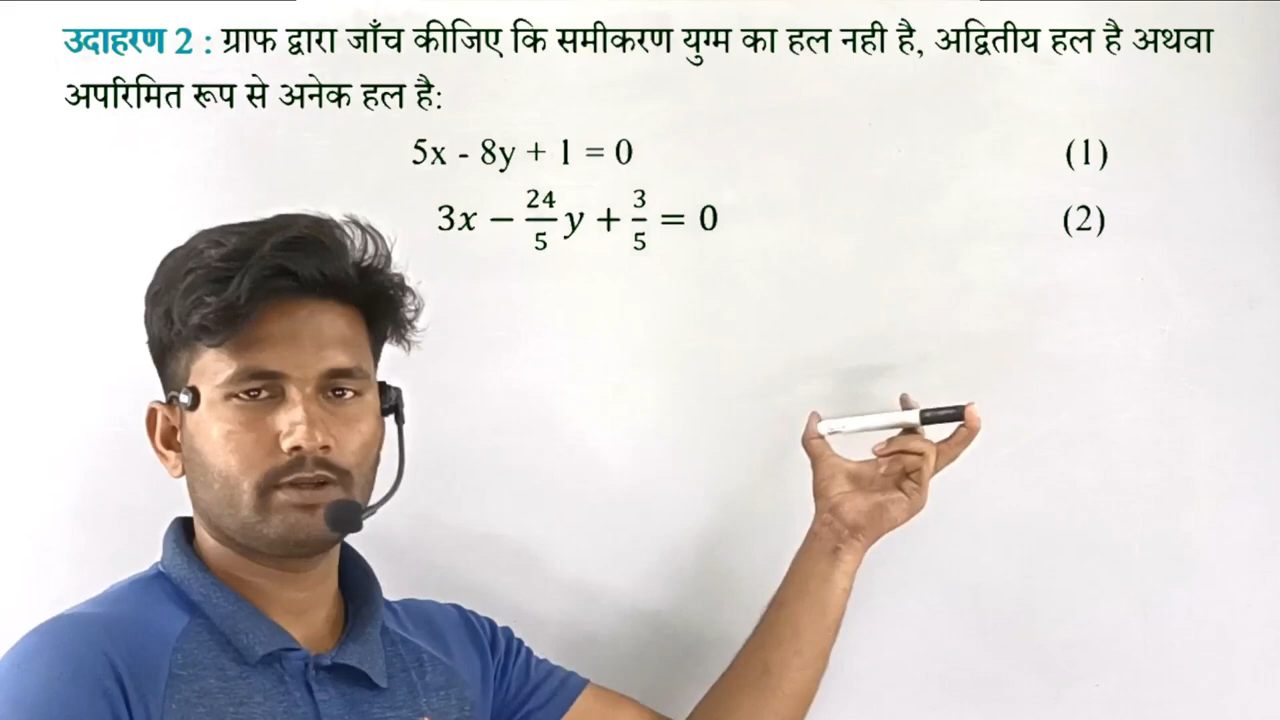 उदाहरण 2 : ग्राफ द्वारा जाँच कीजिए कि समीकरण युग्म का हल नही है, अद्वितीय हल है अथवा
अपरिमित रूप से अनेक हल है:
5x - 8y + 1 = 0 (1)
3x − 24/5 y + 3/5 = 0 (2)